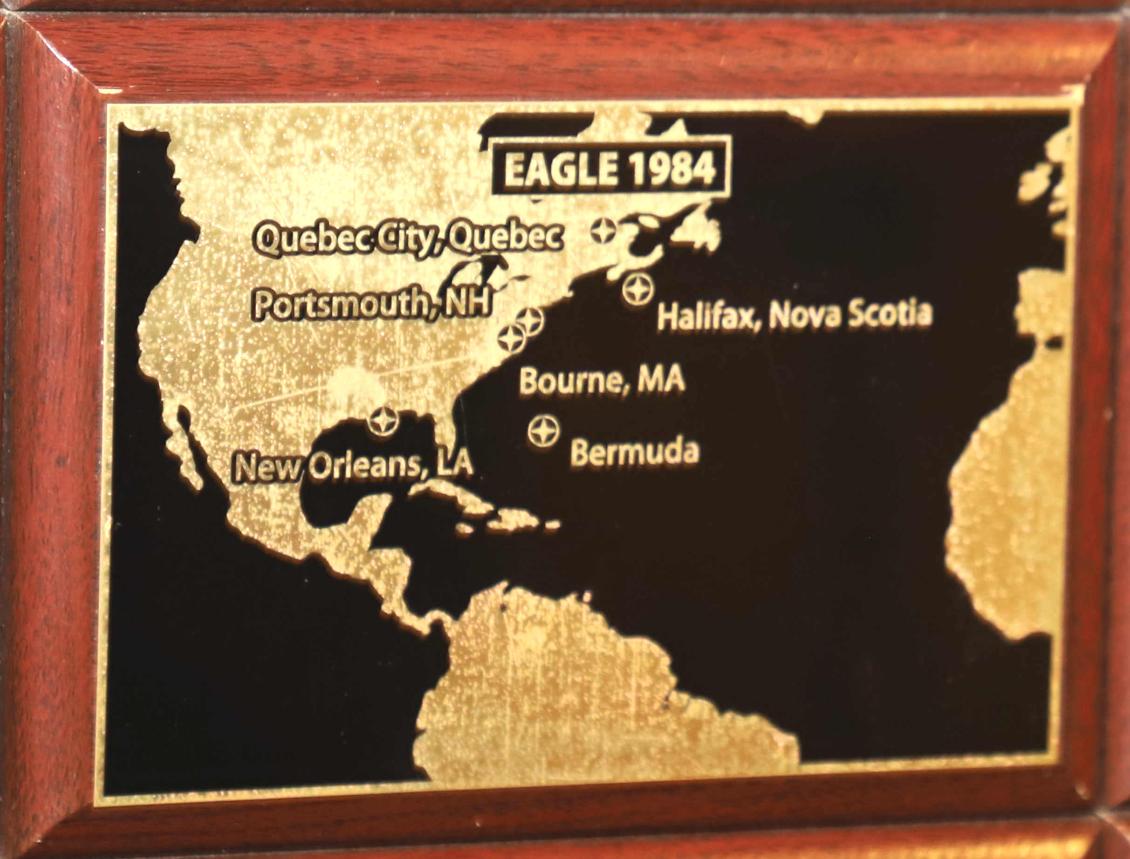 EAGLE 1984
Quebec City, Quebec
Portsmouth, NH
Halifax, Nova Scotia
Bourne, MA
Bermuda
New Orleans, LA